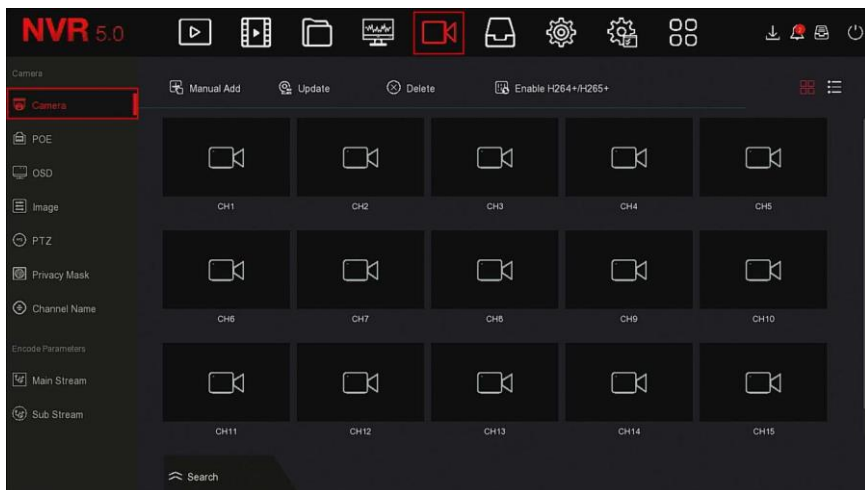 NVR 5.0
Camera
Camera
POE
OSD
Image
PTZ
Privacy Mask
Channel Name
Encode Parameters
Main Stream
Sub Stream
Manual Add Update Delete Enable H264+/H265+
CH1 CH2 CH3 CH4 CH5
CH6 CH7 CH8 CH9 CH10
CH11 CH12 CH13 CH14 CH15
Search